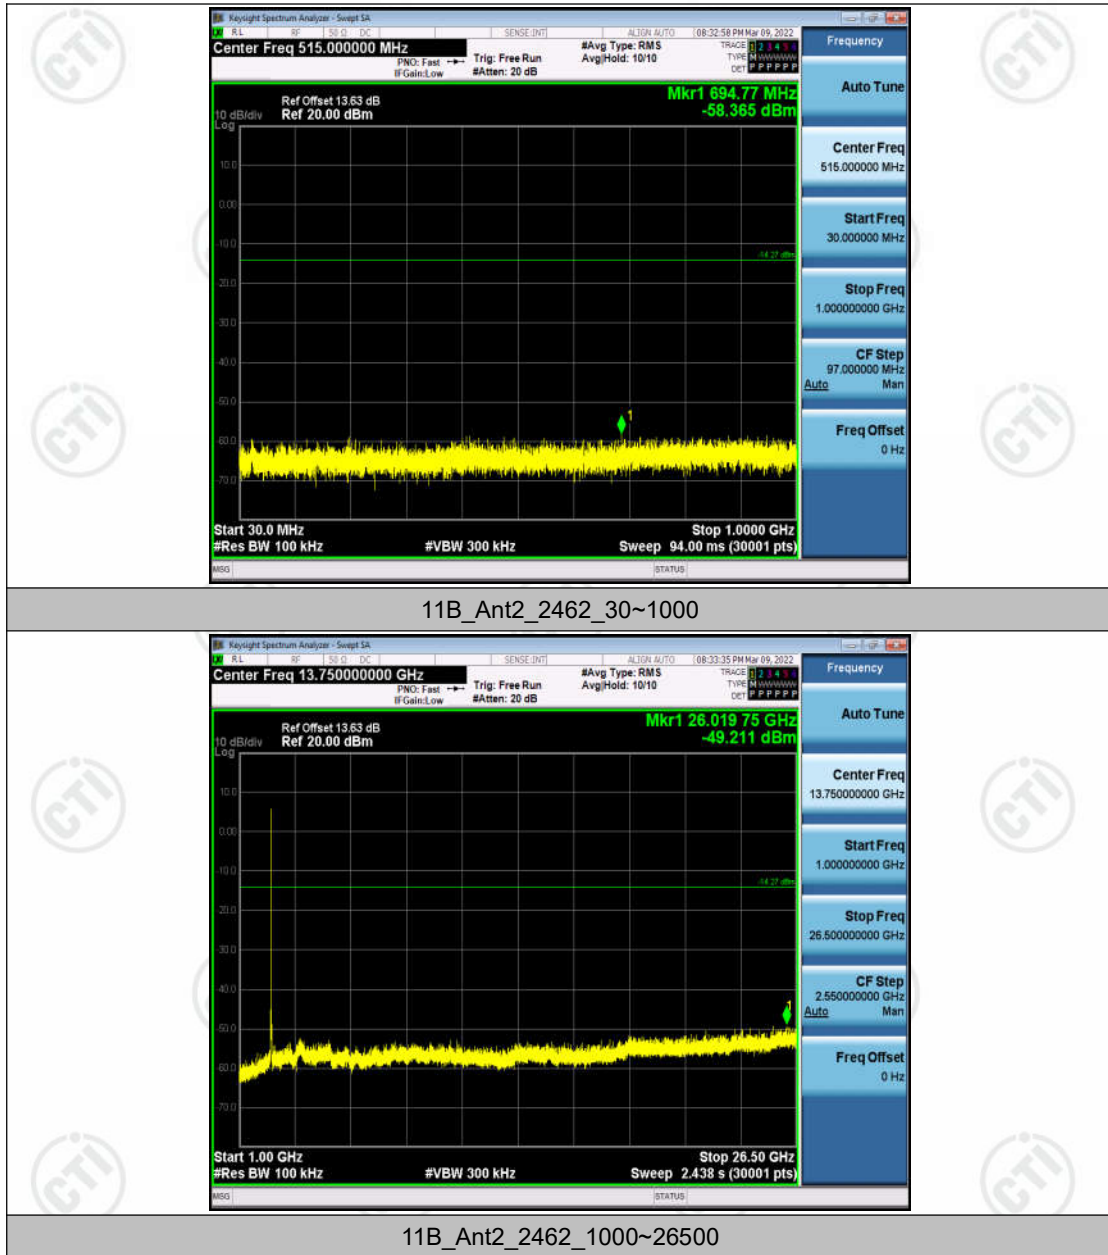 Keysight Spectrum Analyzer - Swept SA
RL RF 50 Ω DC SENSE:INT ALIGN AUTO 08:32:58 PM Mar 09, 2022
Center Freq 515.000000 MHz
PNO: Fast
IFGain:Low
Trig: Free Run
#Atten: 20 dB
#Avg Type: RMS
Avg|Hold: 10/10
TRACE 1 2 3 4 5 6
TYPE M W W W W W
DET P P P P P P
Frequency
Auto Tune
Center Freq
515.000000 MHz
Start Freq
30.000000 MHz
Stop Freq
1.000000000 GHz
CF Step
97.000000 MHz
Auto Man
Freq Offset
0 Hz
Mkr1 694.77 MHz
-58.365 dBm
Ref Offset 13.63 dB
10 dB/div Ref 20.00 dBm
Log
10.0
0.00
-10.0
-14.27 dBm
-20.0
-30.0
-40.0
-50.0
1
-60.0
-70.0
Start 30.0 MHz Stop 1.0000 GHz
#Res BW 100 kHz #VBW 300 kHz Sweep 94.00 ms (30001 pts)
MSG STATUS
11B_Ant2_2462_30~1000
Keysight Spectrum Analyzer - Swept SA
RL RF 50 Ω DC SENSE:INT ALIGN AUTO 08:33:35 PM Mar 09, 2022
Center Freq 13.750000000 GHz
PNO: Fast
IFGain:Low
Trig: Free Run
#Atten: 20 dB
#Avg Type: RMS
Avg|Hold: 10/10
TRACE 1 2 3 4 5 6
TYPE M W W W W W
DET P P P P P P
Frequency
Auto Tune
Center Freq
13.750000000 GHz
Start Freq
1.000000000 GHz
Stop Freq
26.500000000 GHz
CF Step
2.550000000 GHz
Auto Man
Freq Offset
0 Hz
Mkr1 26.019 75 GHz
-49.211 dBm
Ref Offset 13.63 dB
10 dB/div Ref 20.00 dBm
Log
10.0
0.00
-10.0
-14.27 dBm
-20.0
-30.0
-40.0
1
-50.0
-60.0
-70.0
Start 1.00 GHz Stop 26.50 GHz
#Res BW 100 kHz #VBW 300 kHz Sweep 2.438 s (30001 pts)
MSG STATUS
11B_Ant2_2462_1000~26500
CTI
CTI
CTI
CTI
CTI
CTI
CTI
CTI